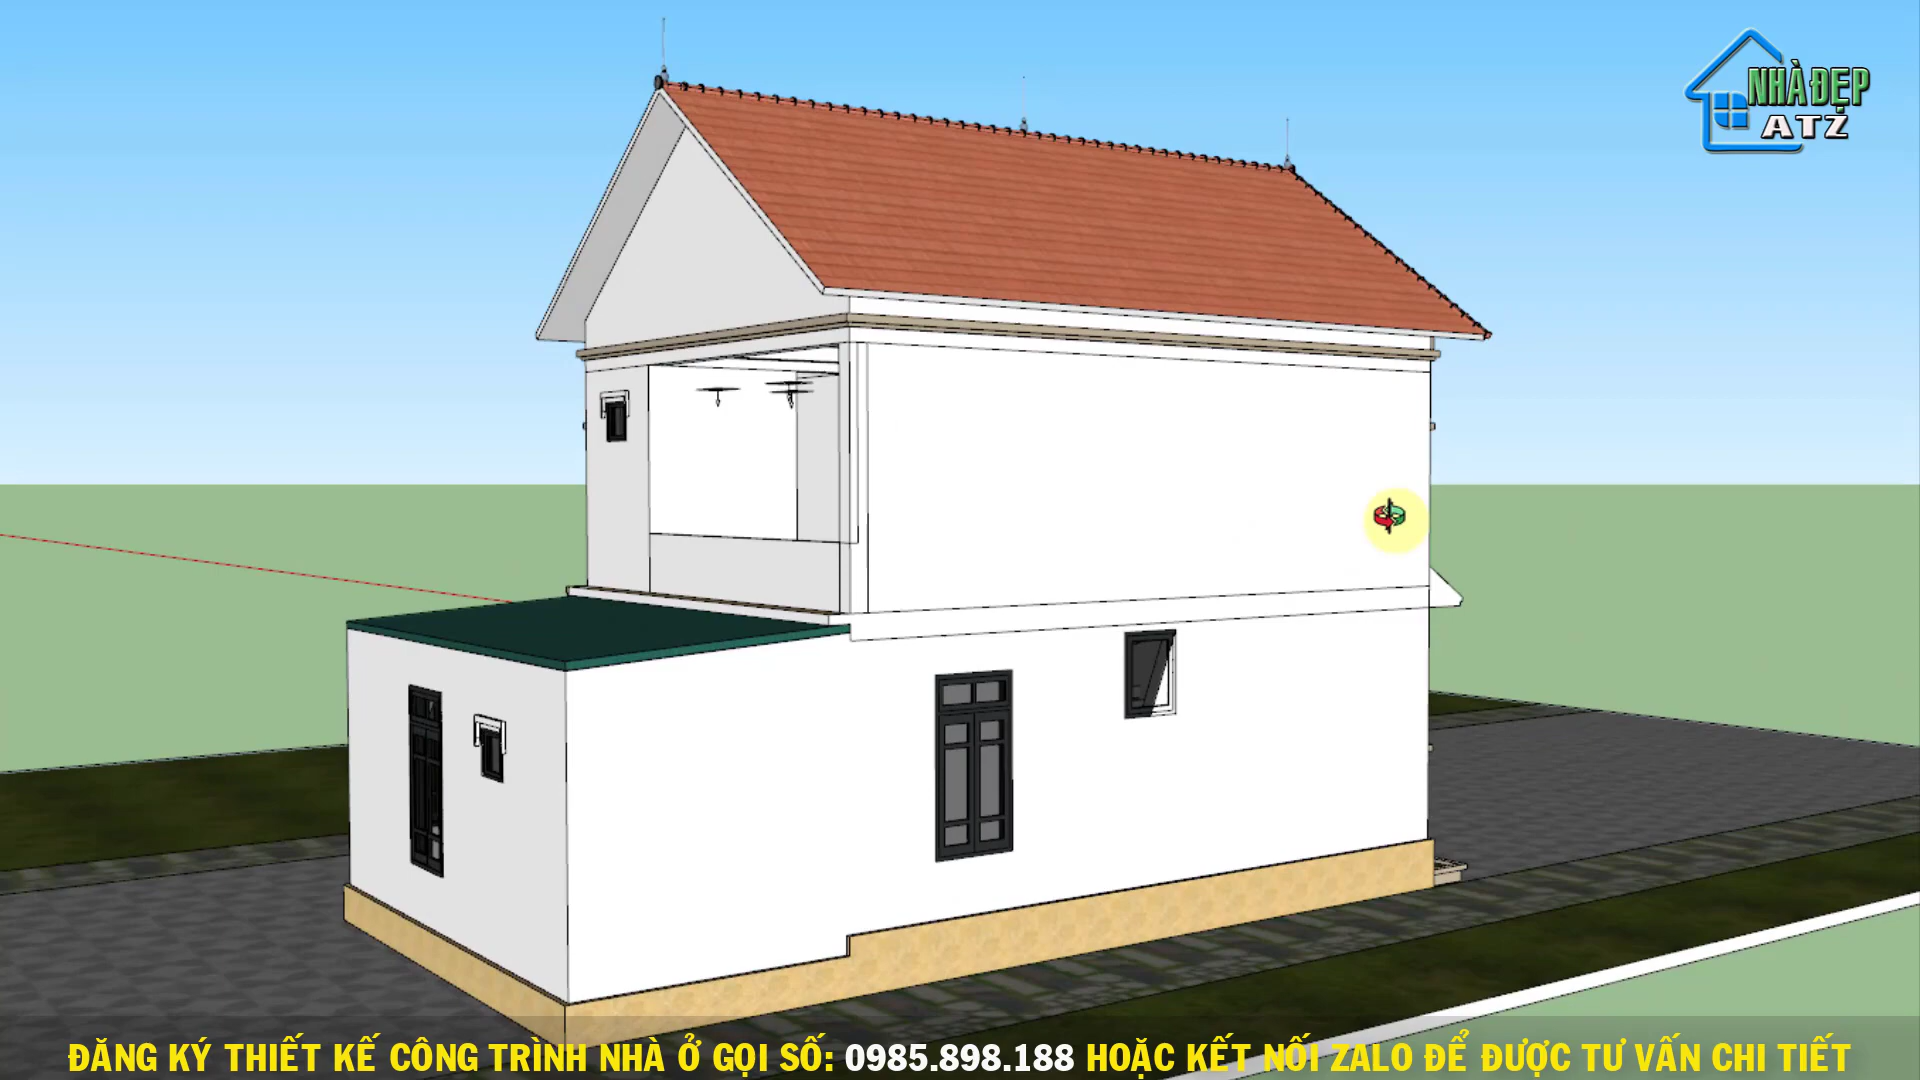 NHÀ ĐẸP
ATZ
ĐĂNG KÝ THIẾT KẾ CÔNG TRÌNH NHÀ Ở GỌI SỐ: 0985.898.188 HOẶC KẾT NỐI ZALO ĐỂ ĐƯỢC TƯ VẤN CHI TIẾT